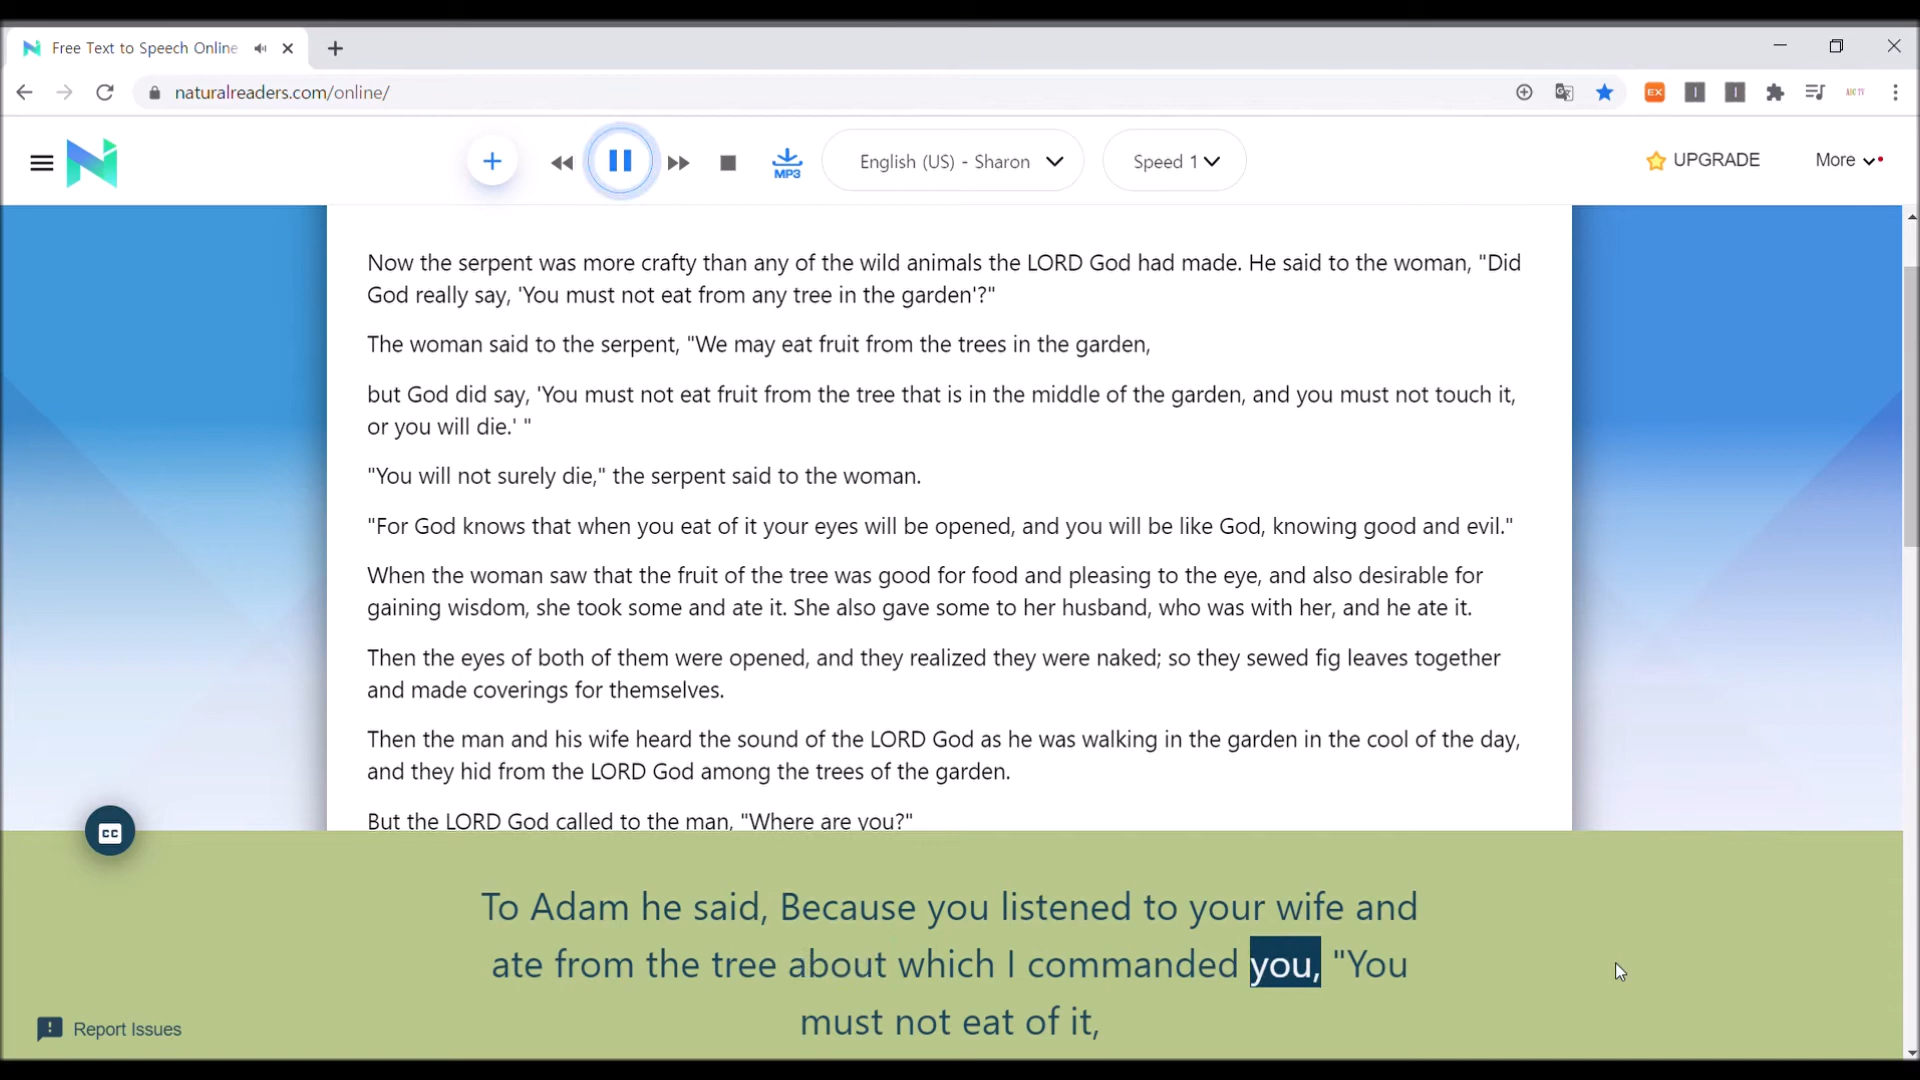 Free Text to Speech Online
naturalreaders.com/online/
EX
ABC TV
MP3
English (US) - Sharon
Speed 1
UPGRADE
More
Now the serpent was more crafty than any of the wild animals the LORD God had made. He said to the woman, "Did
God really say, 'You must not eat from any tree in the garden'?"
The woman said to the serpent, "We may eat fruit from the trees in the garden,
but God did say, 'You must not eat fruit from the tree that is in the middle of the garden, and you must not touch it,
or you will die.' "
"You will not surely die," the serpent said to the woman.
"For God knows that when you eat of it your eyes will be opened, and you will be like God, knowing good and evil."
When the woman saw that the fruit of the tree was good for food and pleasing to the eye, and also desirable for
gaining wisdom, she took some and ate it. She also gave some to her husband, who was with her, and he ate it.
Then the eyes of both of them were opened, and they realized they were naked; so they sewed fig leaves together
and made coverings for themselves.
Then the man and his wife heard the sound of the LORD God as he was walking in the garden in the cool of the day,
and they hid from the LORD God among the trees of the garden.
But the LORD God called to the man, "Where are you?"
CC
To Adam he said, Because you listened to your wife and
ate from the tree about which I commanded you, "You
must not eat of it,
Report Issues